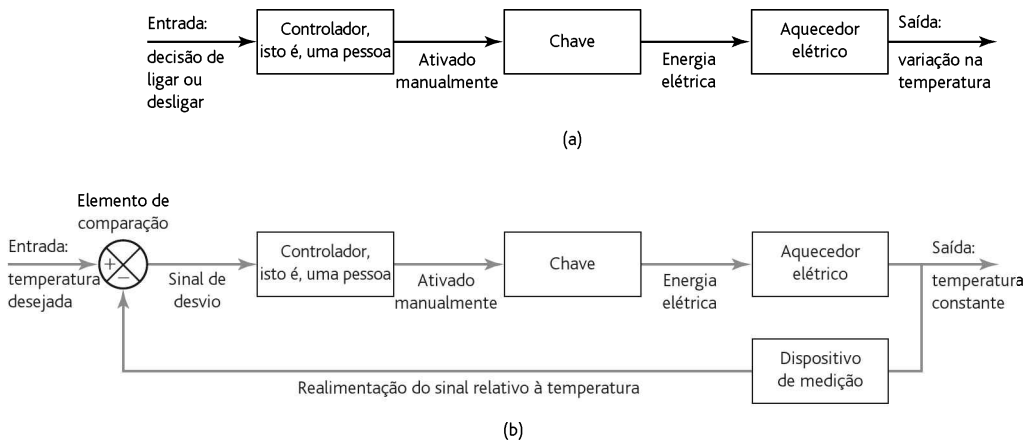 Entrada:
decisão de
ligar ou
desligar
Controlador,
isto é, uma pessoa
Ativado
manualmente
Chave
Energia
elétrica
Aquecedor
elétrico
Saída:
variação na
temperatura
(a)
Elemento de
comparação
Entrada:
temperatura
desejada
+
−
Sinal de
desvio
Controlador,
isto é, uma pessoa
Ativado
manualmente
Chave
Energia
elétrica
Aquecedor
elétrico
Saída:
temperatura
constante
Dispositivo
de medição
Realimentação do sinal relativo à temperatura
(b)